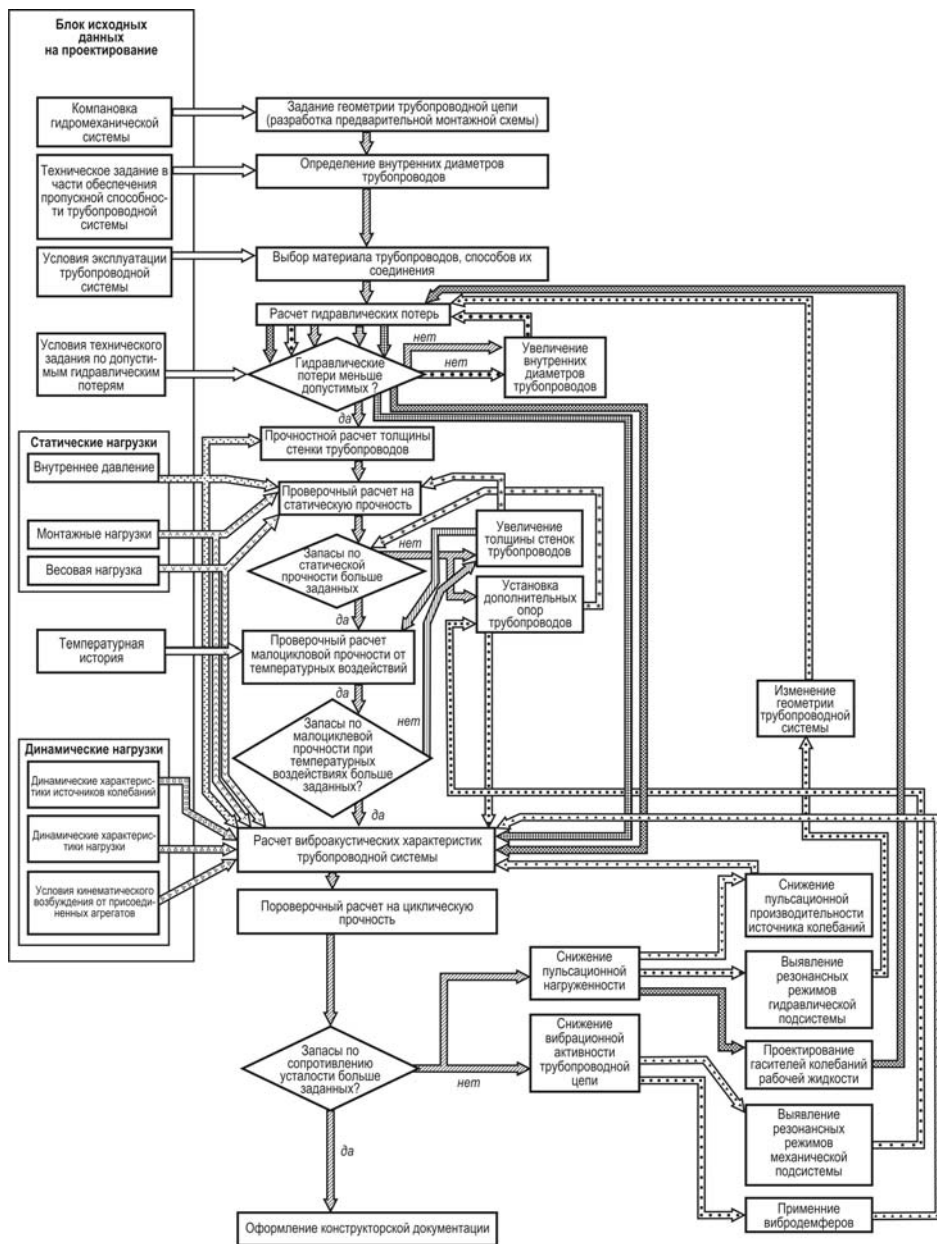 Блок исходных
данных
на проектирование
Компановка
гидромеханической
системы
Задание геометрии трубопроводной цепи
(разработка предварительной монтажной схемы)
Техническое задание в
части обеспечения
пропускной способно-
сти трубопроводной
системы
Определение внутренних диаметров
трубопроводов
Условия эксплуатации
трубопроводной
системы
Выбор материала трубопроводов, способов их
соединения
Расчет гидравлических потерь
Условия технического
задания по допусти-
мым гидравлическим
потерям
Гидравлические
потери меньше
допустимых ?
нет
нет
Увеличение
внутренних
диаметров
трубопроводов
да
Статические нагрузки
Внутреннее давление
Монтажные нагрузки
Весовая нагрузка
Прочностной расчет толщины
стенки трубопроводов
Проверочный расчет на
статическую прочность
Запасы по
статической
прочности больше
заданных
нет
Увеличение
толщины стенок
трубопроводов
Установка
дополнительных
опор
трубопроводов
да
Температурная
история
Проверочный расчет
малоцикловой прочности от
температурных воздействий
да
Запасы по
малоциклевой
прочности при
температурных
воздействиях больше
заданных?
нет
Изменение
геометрии
трубопроводной
системы
да
Динамические нагрузки
Динамические характерис-
тики источников колебаний
Динамические характерис-
тики нагрузки
Условия кинематического
возбуждения от присоеди-
ненных агрегатов
Расчет виброакустических характеристик
трубопроводной системы
Пороверочный расчет на циклическую
прочность
Снижение
пульсационной
производительности
источника колебаний
Снижение
пульсационной
нагруженности
Выявление
резонансных
режимов
гидравлической
подсистемы
Снижение
вибрационной
активности
трубопроводной
цепи
Проектирование
гасителей колебаний
рабочей жидкости
Запасы по
сопротивлению
усталости больше
заданных?
нет
Выявление
резонансных
режимов
механической
подсистемы
да
Применние
вибродемферов
Оформление конструкторской документации